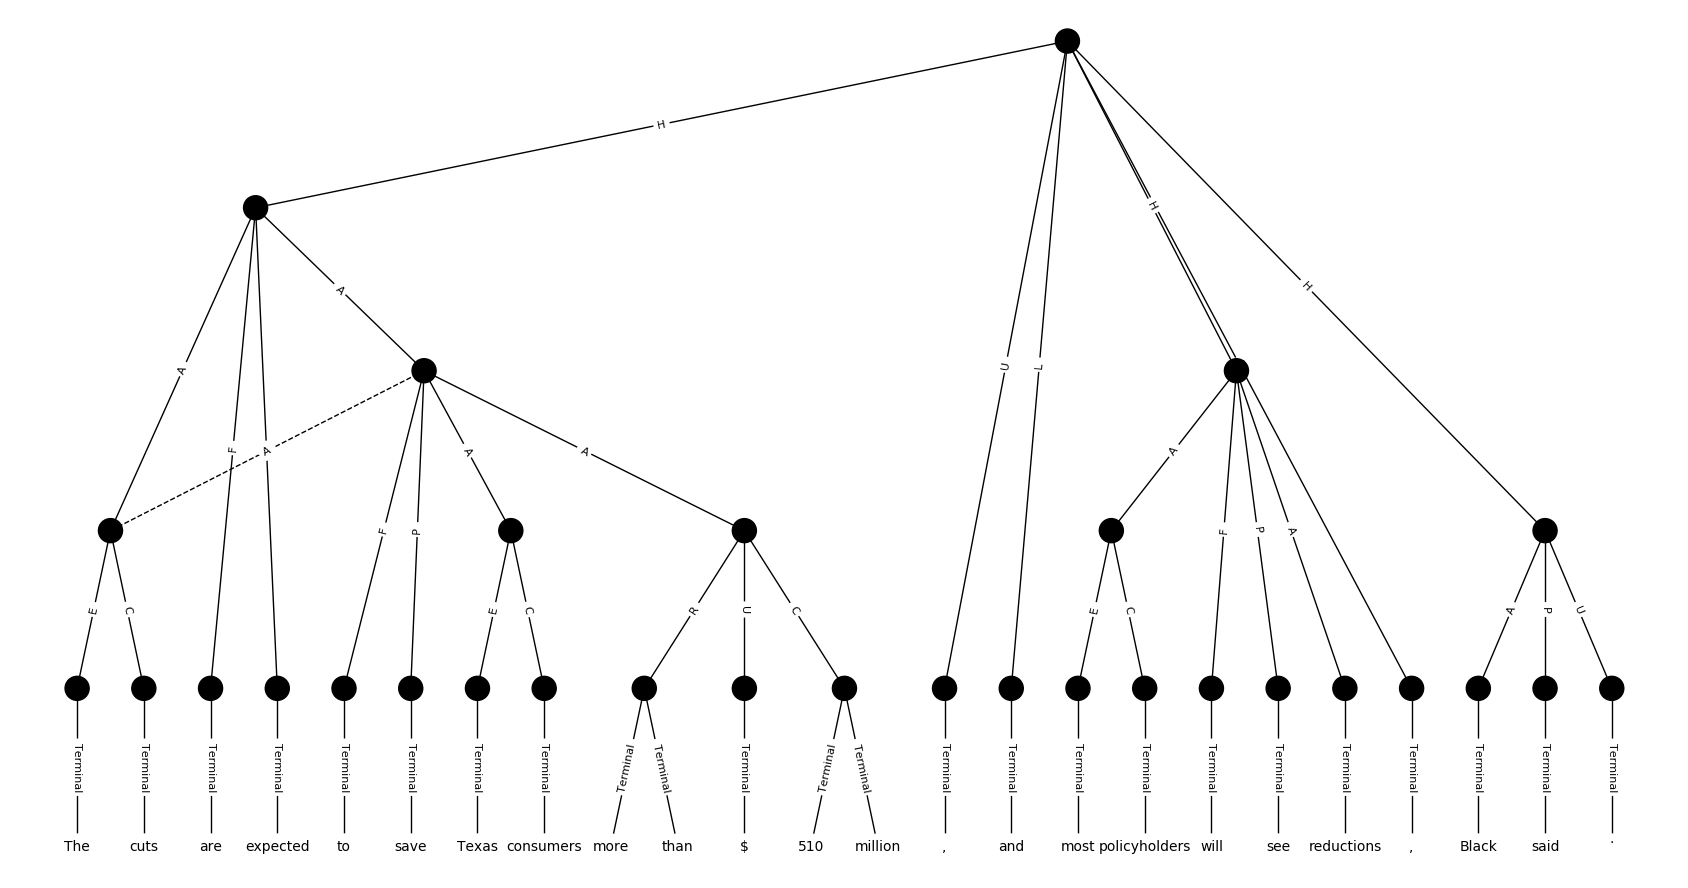 H
A
A
H
U
L
H
F
A
F
P
A
A
A
F
P
A
E
C
E
C
R
U
C
E
C
A
P
U
Terminal Terminal Terminal Terminal Terminal Terminal Terminal Terminal Terminal Terminal Terminal Terminal Terminal Terminal Terminal Terminal Terminal Terminal Terminal Terminal Terminal Terminal Terminal Terminal
The cuts are expected to save Texas consumers more than $ 510 million , and most policyholders will see reductions , Black said .